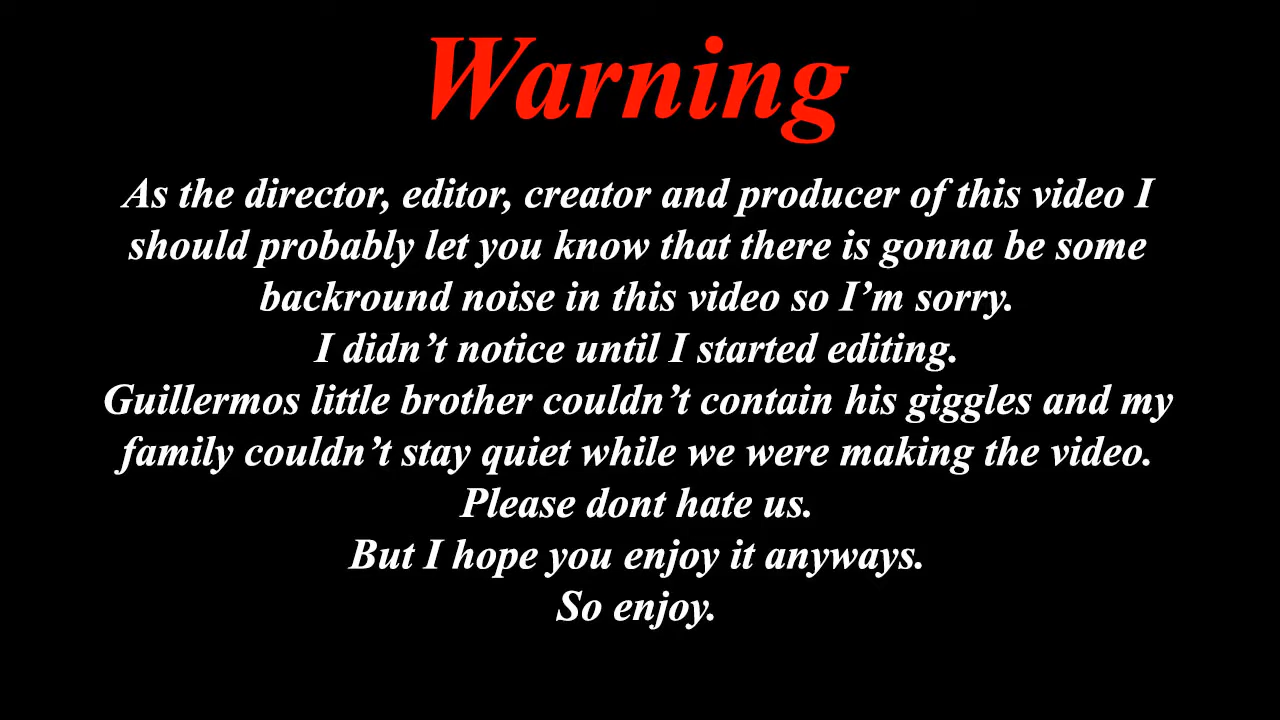 Warning
As the director, editor, creator and producer of this video I
should probably let you know that there is gonna be some
backround noise in this video so I’m sorry.
I didn’t notice until I started editing.
Guillermos little brother couldn’t contain his giggles and my
family couldn’t stay quiet while we were making the video.
Please dont hate us.
But I hope you enjoy it anyways.
So enjoy.